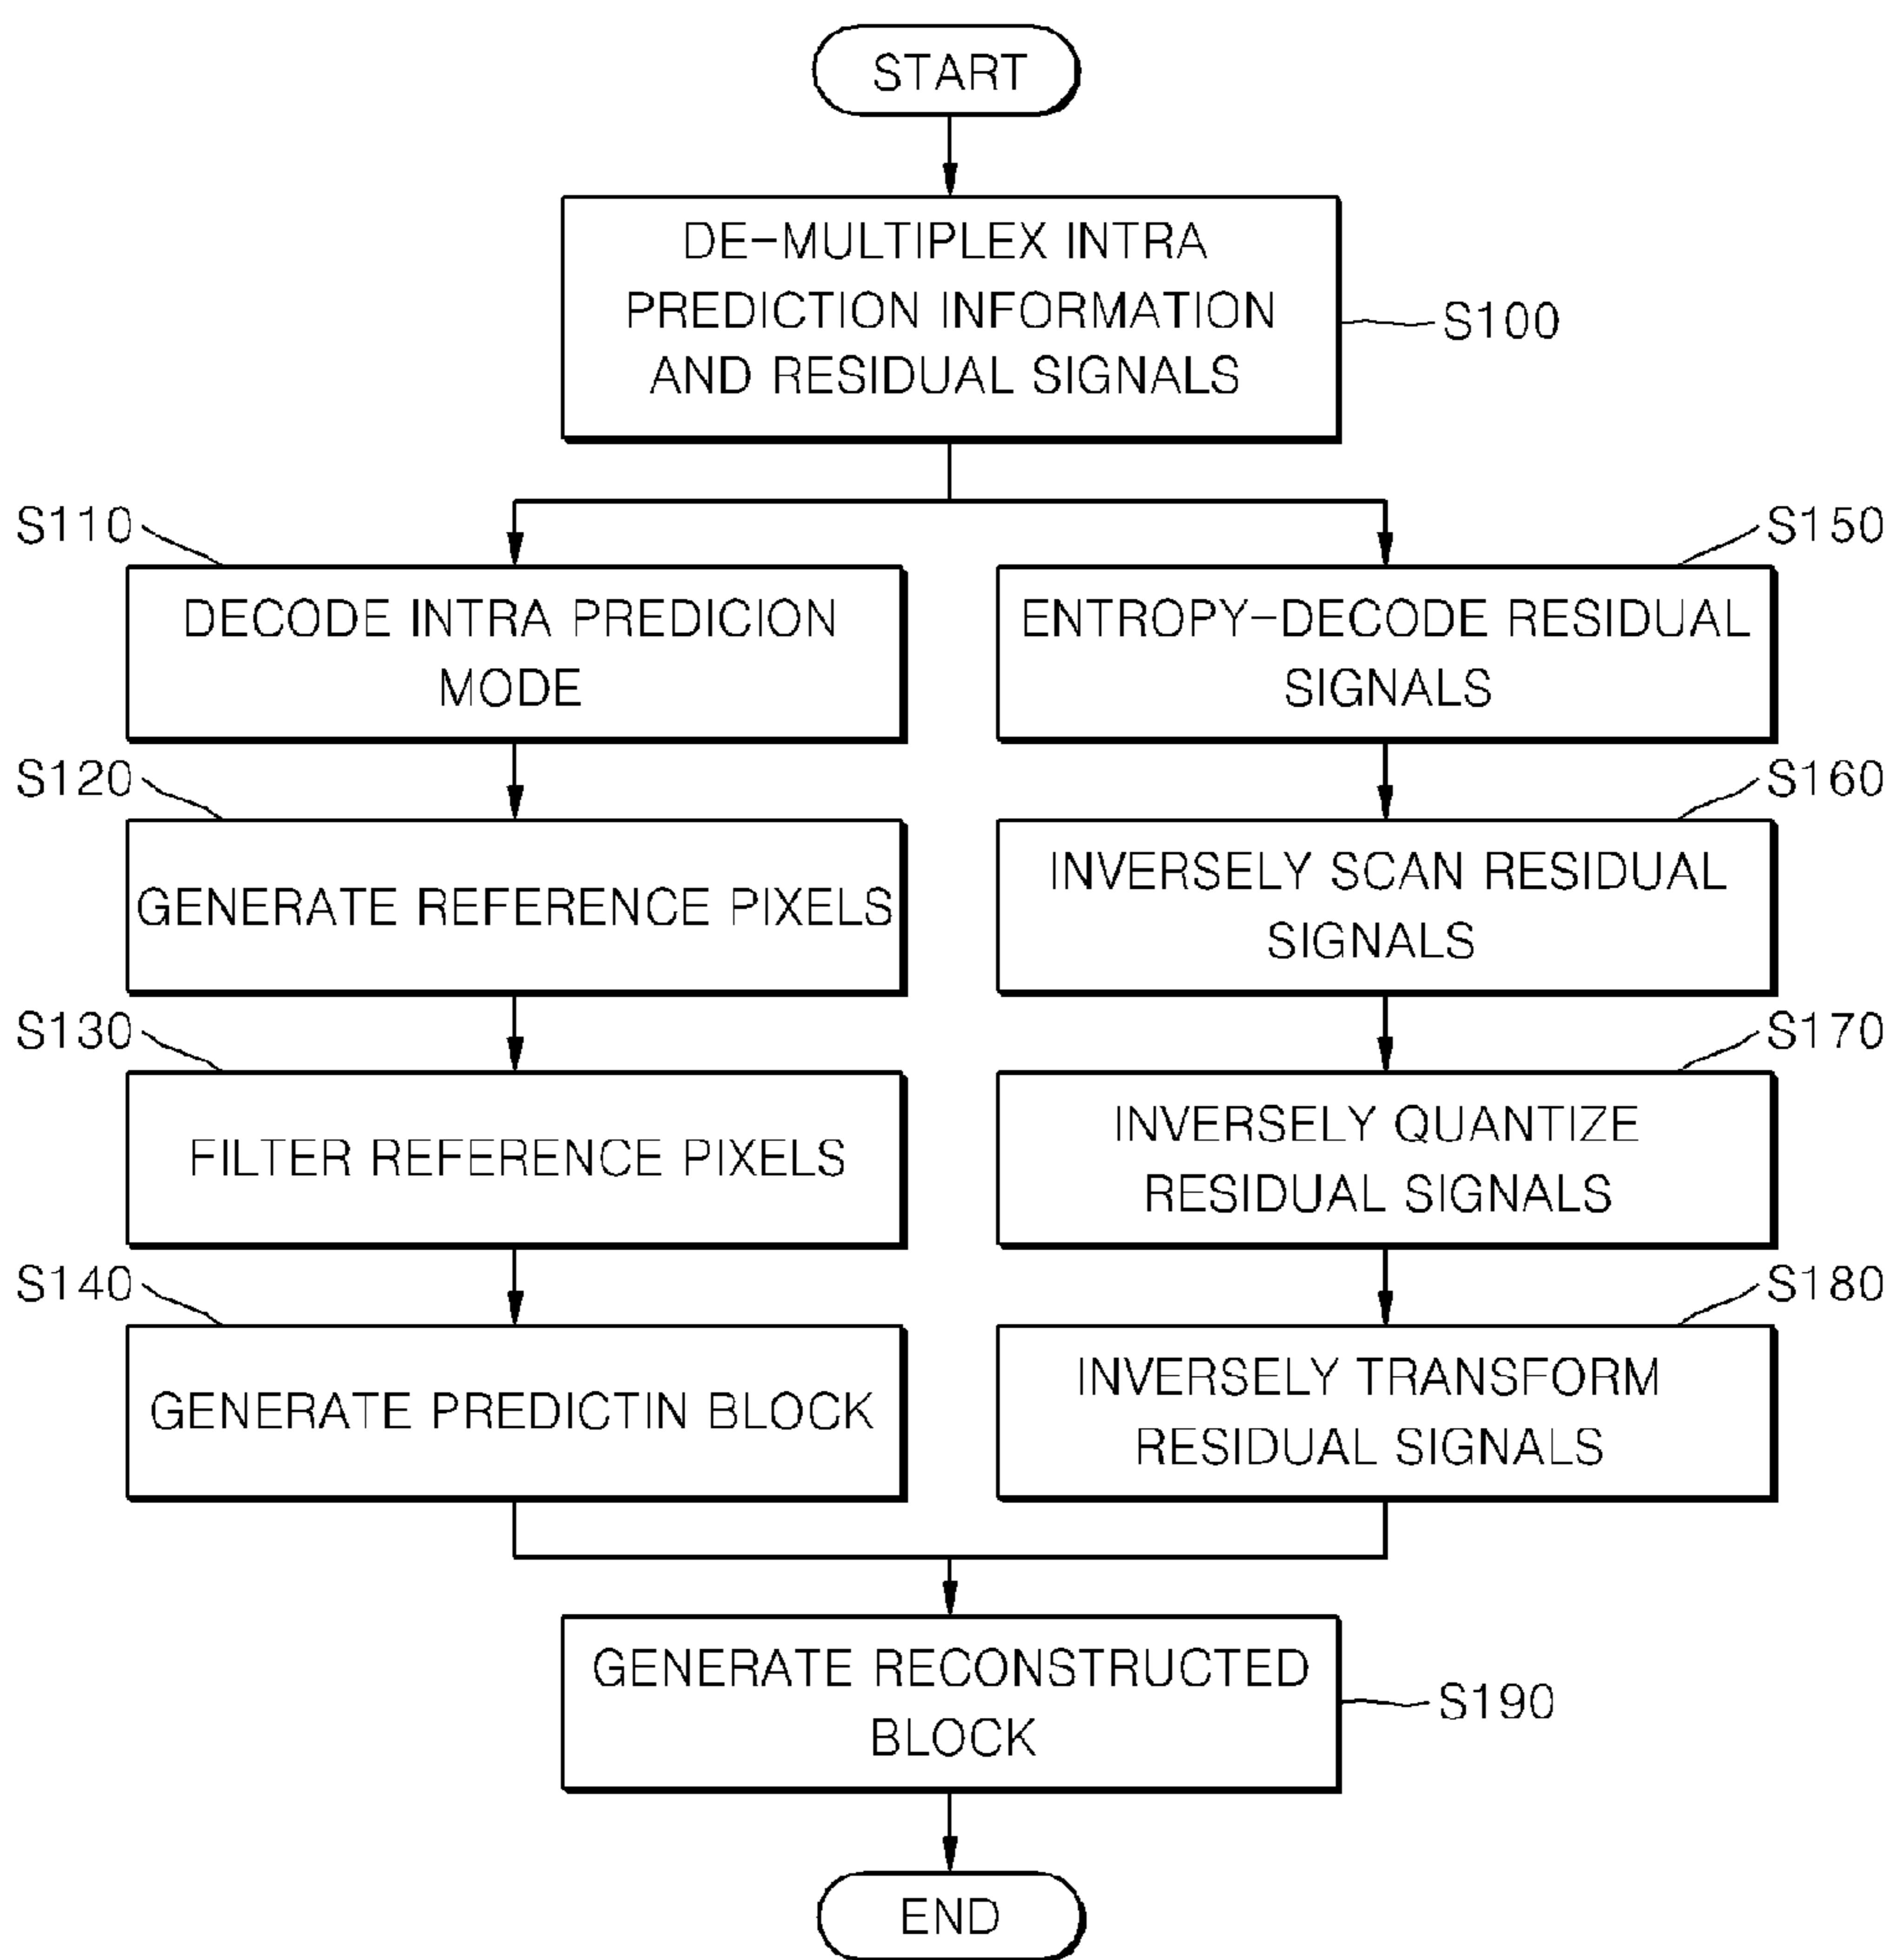 START
DE-MULTIPLEX INTRA
PREDICTION INFORMATION
AND RESIDUAL SIGNALS
S100
S110
DECODE INTRA PREDICION
MODE
S120
GENERATE REFERENCE PIXELS
S130
FILTER REFERENCE PIXELS
S140
GENERATE PREDICTIN BLOCK
S150
ENTROPY-DECODE RESIDUAL
SIGNALS
S160
INVERSELY SCAN RESIDUAL
SIGNALS
S170
INVERSELY QUANTIZE
RESIDUAL SIGNALS
S180
INVERSELY TRANSFORM
RESIDUAL SIGNALS
GENERATE RECONSTRUCTED
BLOCK
S190
END